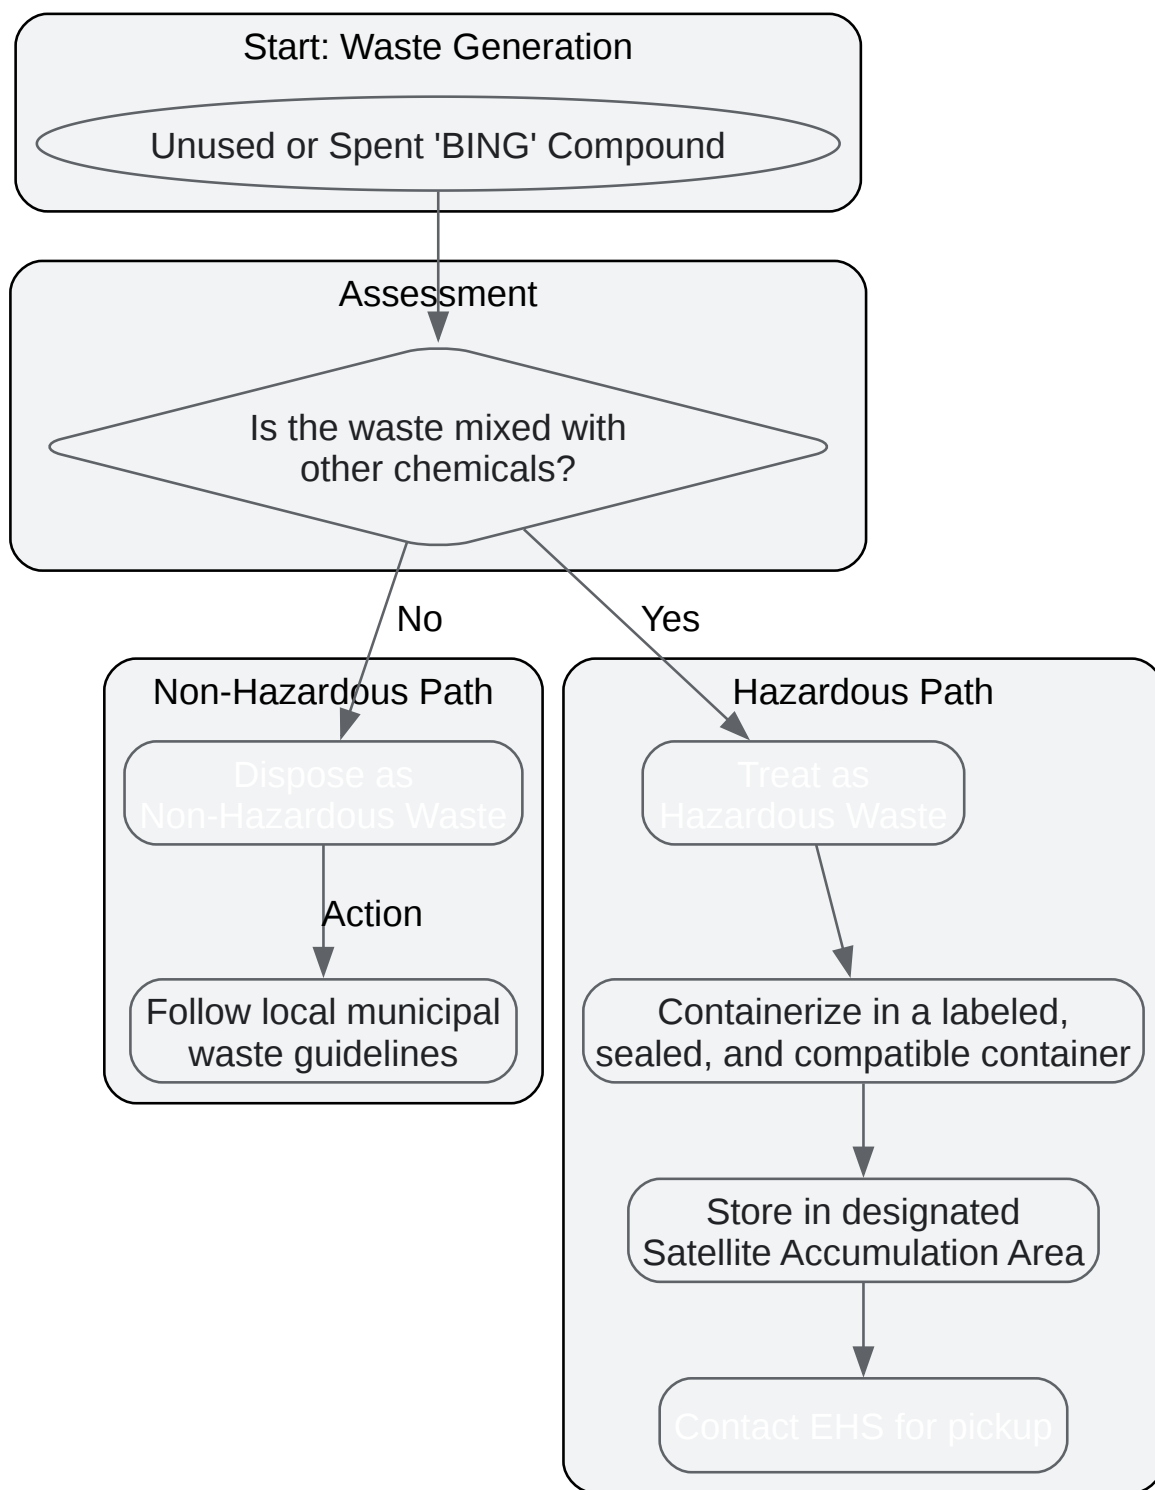 Start: Waste Generation
Unused or Spent 'BING' Compound
Assessment
Is the waste mixed with
other chemicals?
No
Yes
Non-Hazardous Path
Dispose as
Non-Hazardous Waste
Action
Follow local municipal
waste guidelines
Hazardous Path
Treat as
Hazardous Waste
Containerize in a labeled,
sealed, and compatible container
Store in designated
Satellite Accumulation Area
Contact EHS for pickup